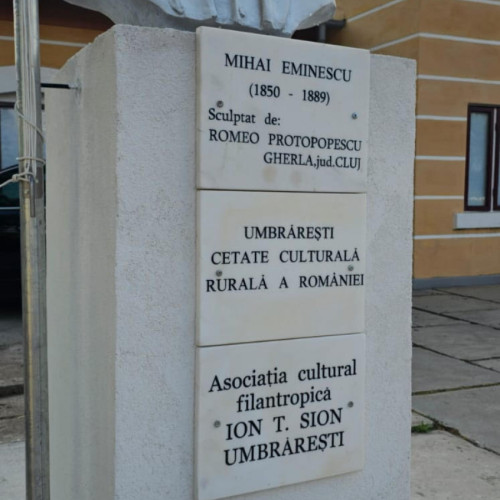 MIHAI EMINESCU
(1850 - 1889)
Sculptat de:
ROMEO PROTOPOPESCU
GHERLA,jud.CLUJ
UMBRĂREȘTI
CETATE CULTURALĂ
RURALĂ A ROMÂNIEI
Asociația cultural
filantropică
ION T. SION
UMBRĂREȘTI